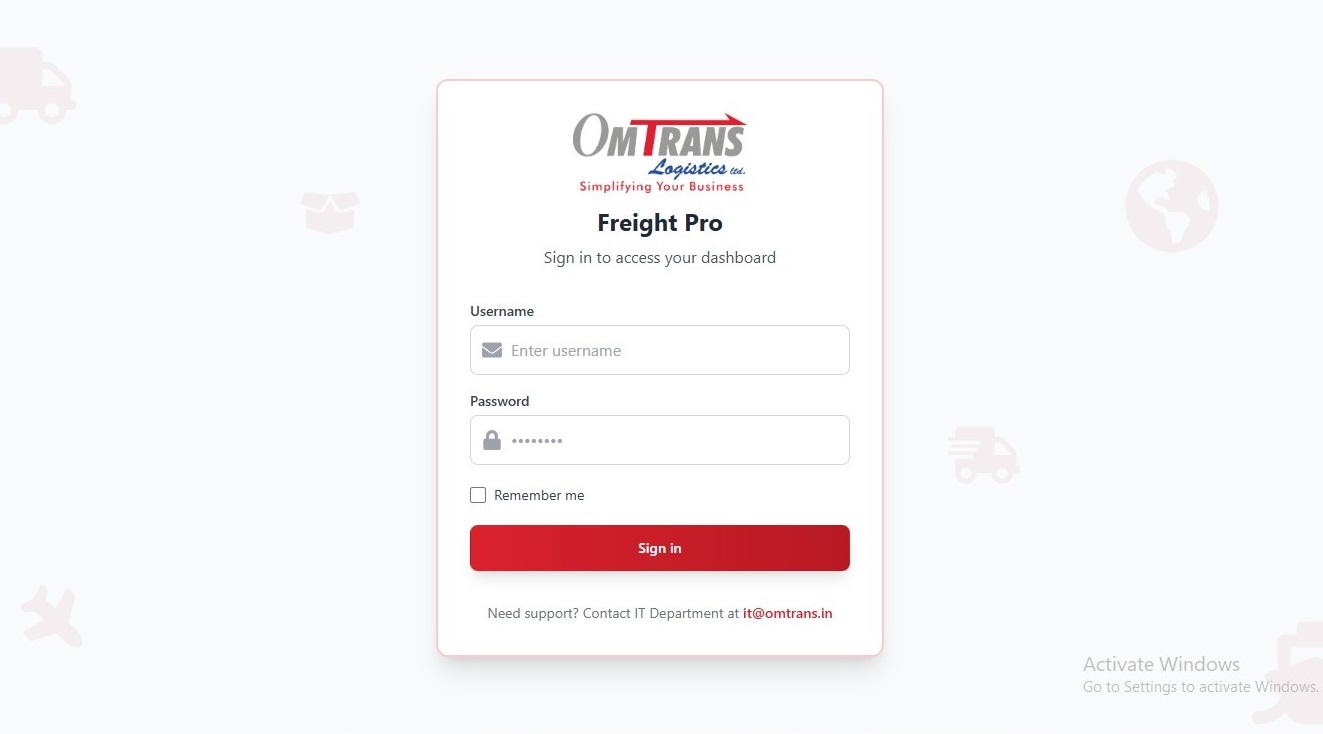 OMTRANS
Logistics Ltd.
Simplifying Your Business
Freight Pro
Sign in to access your dashboard
Username
Enter username
Password
••••••••
Remember me
Sign in
Need support? Contact IT Department at it@omtrans.in
Activate Windows
Go to Settings to activate Windows.